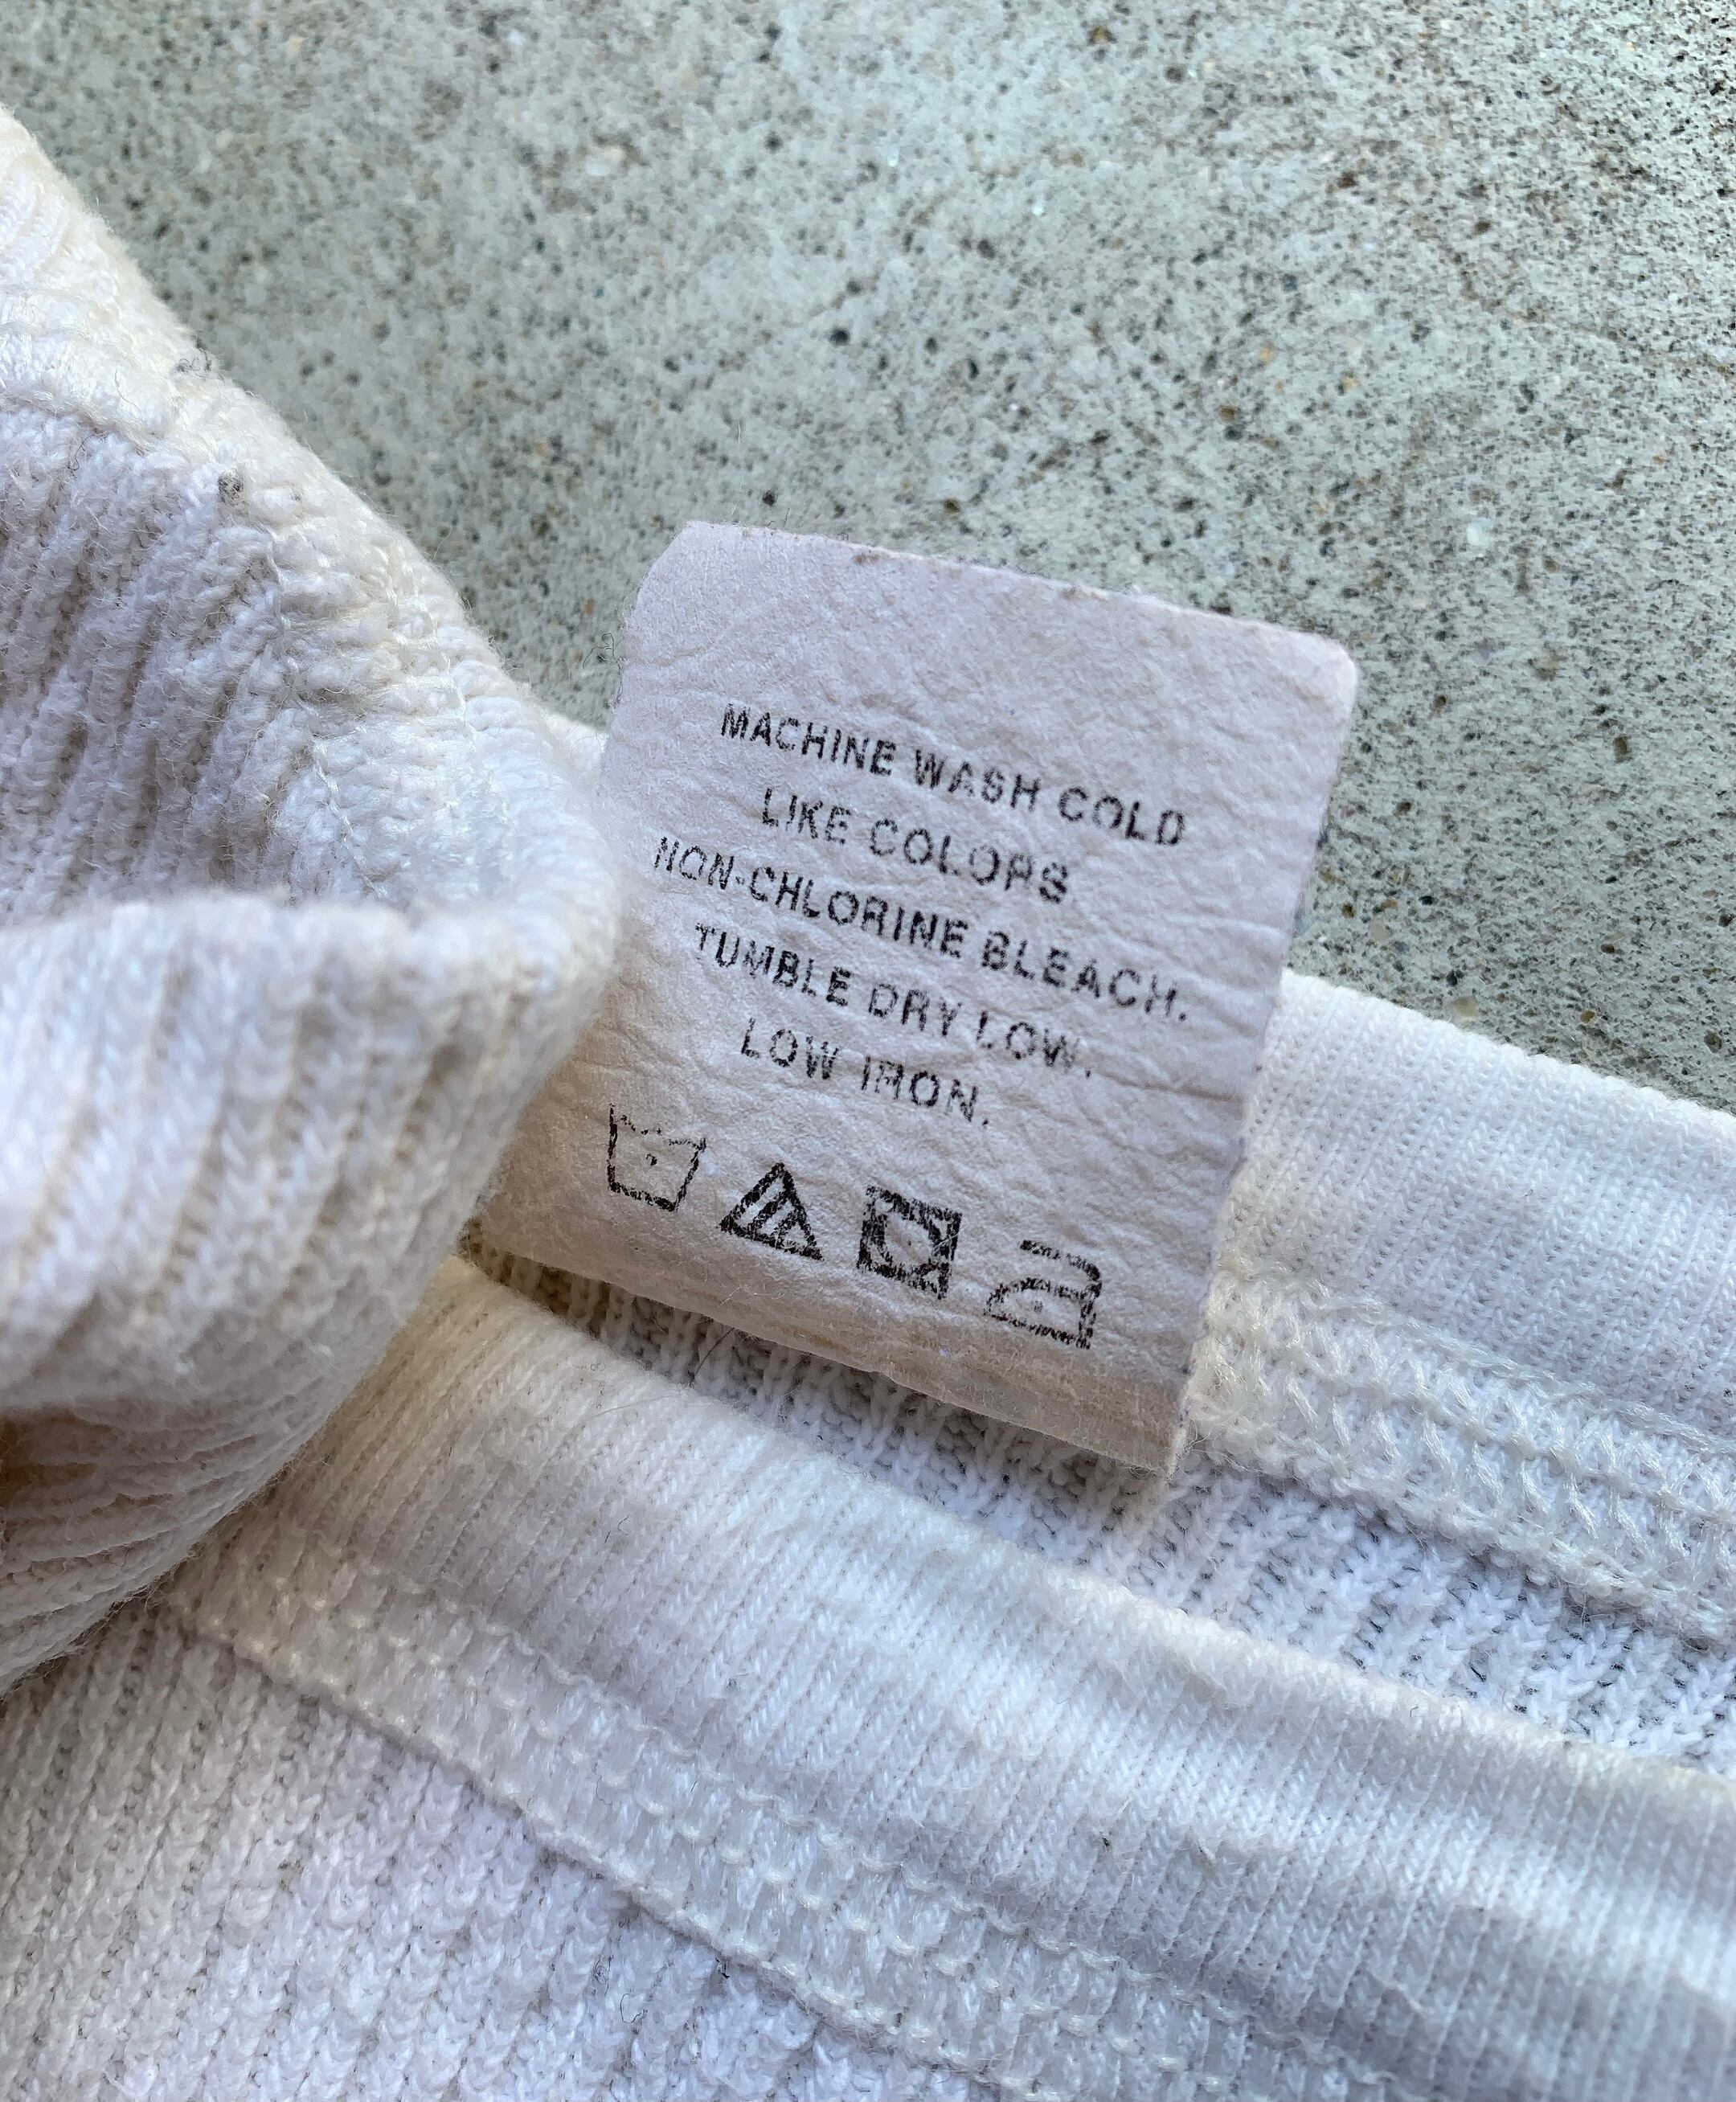 MACHINE WASH COLD
LIKE COLORS
NON-CHLORINE BLEACH.
TUMBLE DRY LOW.
LOW IRON.